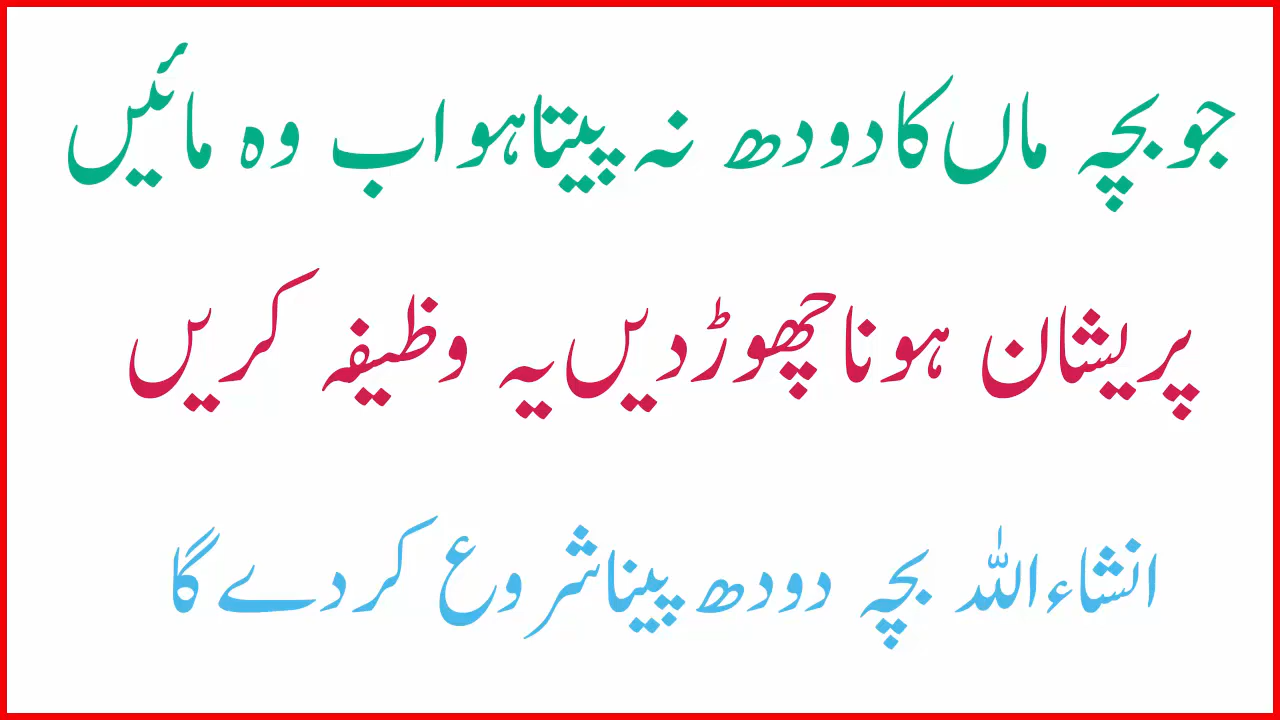 جو بچہ ماں کا دودھ نہ پیتا ہو اب وہ مائیں
پریشان ہونا چھوڑ دیں یہ وظیفہ کریں
انشاءاللہ بچہ دودھ پینا شروع کر دے گا